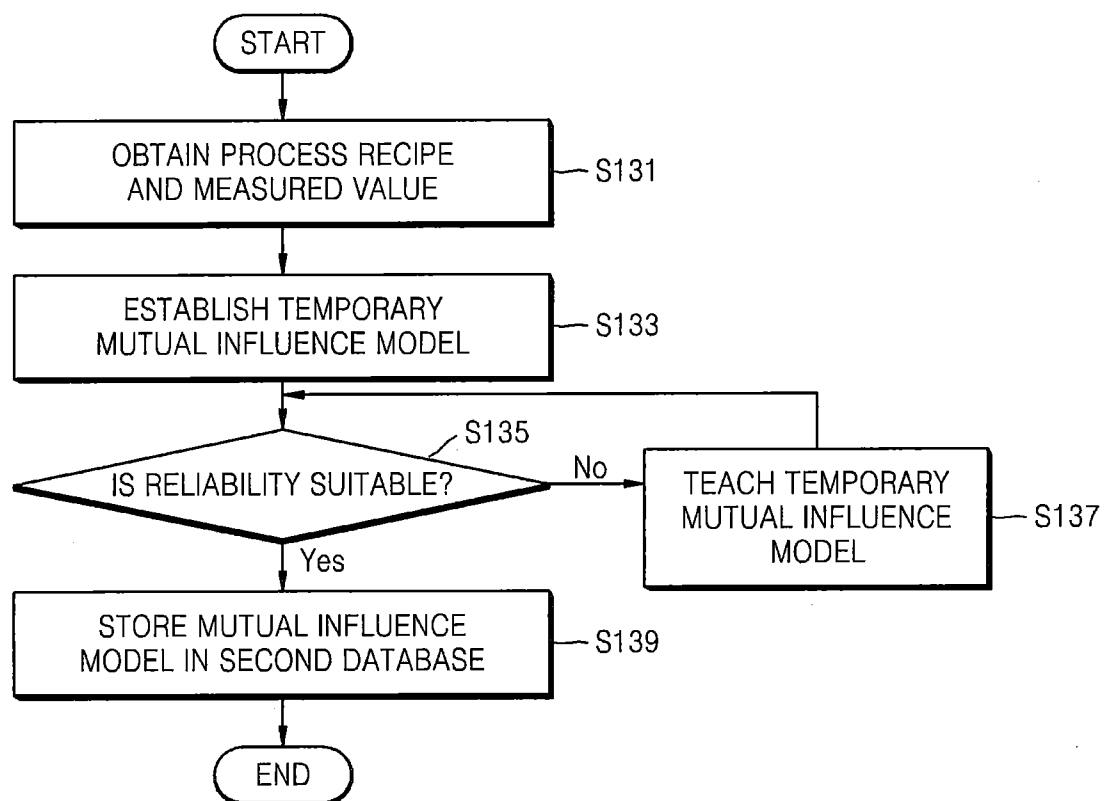 START
OBTAIN PROCESS RECIPE
AND MEASURED VALUE
S131
ESTABLISH TEMPORARY
MUTUAL INFLUENCE MODEL
S133
S135
IS RELIABILITY SUITABLE?
No
TEACH TEMPORARY
MUTUAL INFLUENCE
MODEL
S137
Yes
STORE MUTUAL INFLUENCE
MODEL IN SECOND DATABASE
S139
END